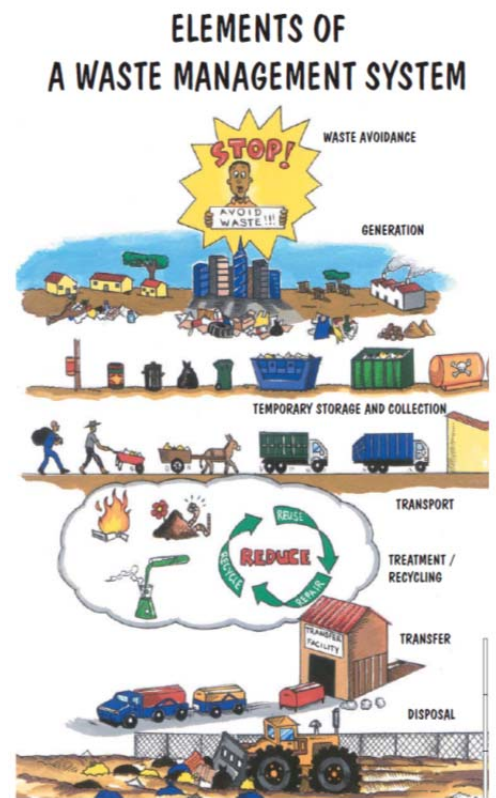 ELEMENTS OF
A WASTE MANAGEMENT SYSTEM
WASTE AVOIDANCE
STOP!
AVOID
WASTE!!!
GENERATION
TEMPORARY STORAGE AND COLLECTION
TRANSPORT
REUSE
REDUCE
RECYCLE
REPAIR
TREATMENT /
RECYCLING
TRANSFER
FACILITY
TRANSFER
DISPOSAL